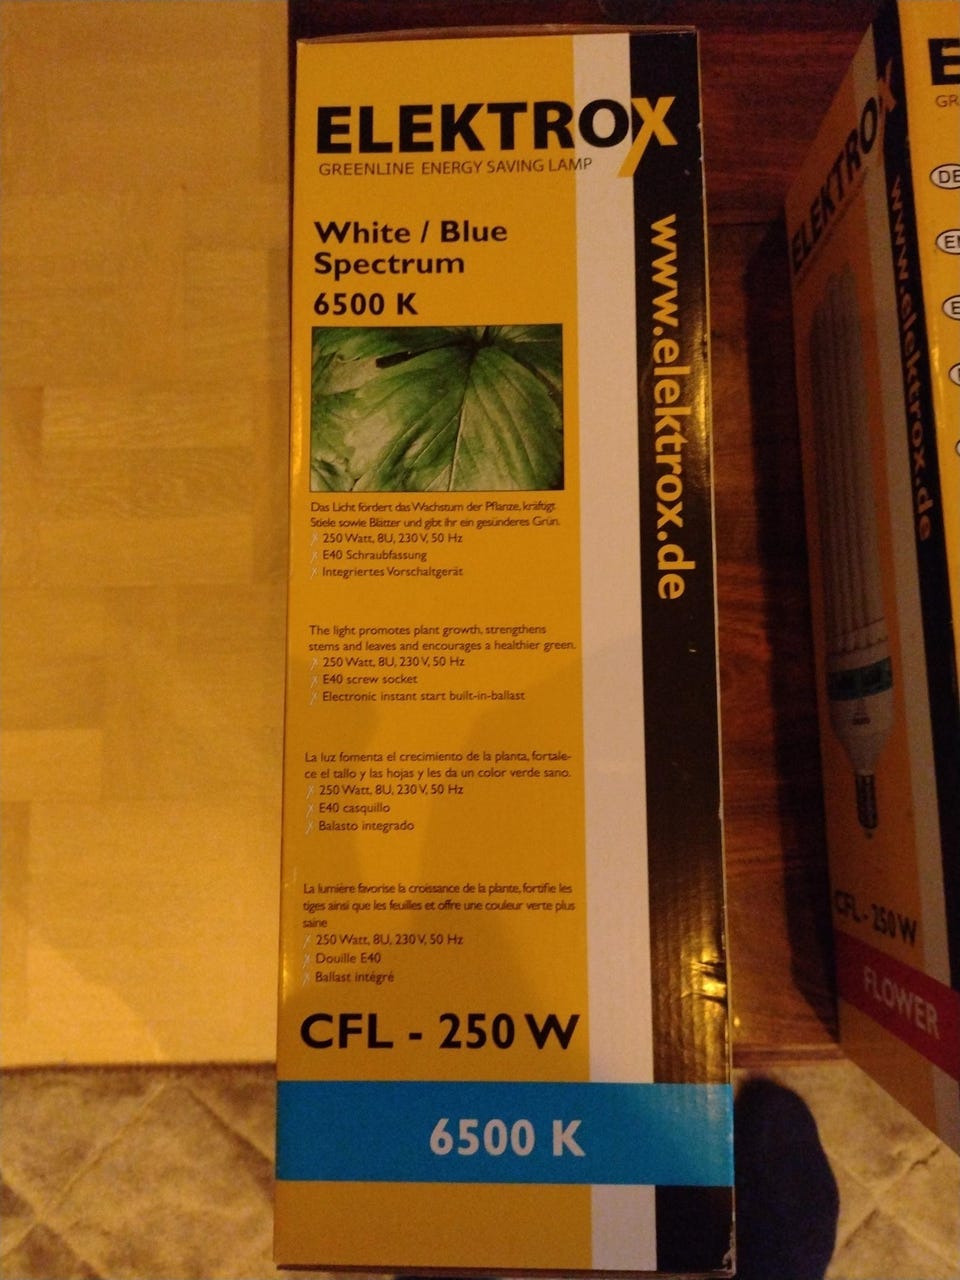 ELEKTROX
GREENLINE ENERGY SAVING LAMP
White / Blue
Spectrum
6500 K
www.elektrox.de
Das Licht fördert das Wachstum der Pflanze, kräftigt
Stiele sowie Blätter und gibt ihr ein gesünderes Grün.
250 Watt, 8U, 230 V, 50 Hz
E40 Schraubfassung
Integriertes Vorschaltgerät
The light promotes plant growth, strengthens
stems and leaves and encourages a healthier green.
250 Watt, 8U, 230 V, 50 Hz
E40 screw socket
Electronic instant start built-in-ballast
La luz fomenta el crecimiento de la planta, fortale-
ce el tallo y las hojas y les da un color verde sano.
250 Watt, 8U, 230 V, 50 Hz
E40 casquillo
Balasto integrado
La lumière favorise la croissance de la plante, fortifie les
tiges ainsi que les feuilles et offre une couleur verte plus
saine
250 Watt, 8U, 230 V, 50 Hz
Douille E40
Ballast intégré
CFL - 250 W
6500 K
ELEKTROX
www.elektrox.de
CFL - 250 W
FLOWER
E
GR
DE